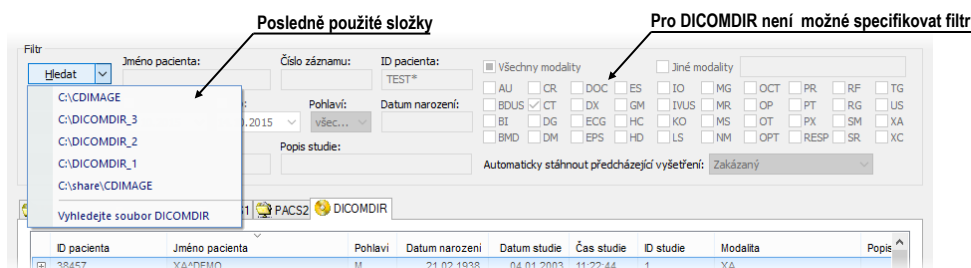 Posledně použité složky
Pro DICOMDIR není možné specifikovat filtr
Filtr
Hledat
Jméno pacienta:
Číslo záznamu:
ID pacienta:
TEST*
Všechny modality
Jiné modality
AU CR DOC ES IO MG OCT PR RF TG
BDUS CT DX GM IVUS MR OP PT RG US
BI DG ECG HC KO MS OT PX SM XA
BMD DM EPS HD LS NM OPT RESP SR XC
C:\CDIMAGE
C:\DICOMDIR_3
C:\DICOMDIR_2
C:\DICOMDIR_1
C:\share\CDIMAGE
Vyhledejte soubor DICOMDIR
.2015
Pohlaví:
všec...
Datum narození:
Popis studie:
Automaticky stáhnout předcházející vyšetření: Zakázaný
PACS2
DICOMDIR
ID pacienta Jméno pacienta Pohlavi Datum narozeni Datum studie Čas studie ID studie Modalita Popis
38457 XA^DEMO M 21.02.1938 04.01.2003 11:22:44 1 XA